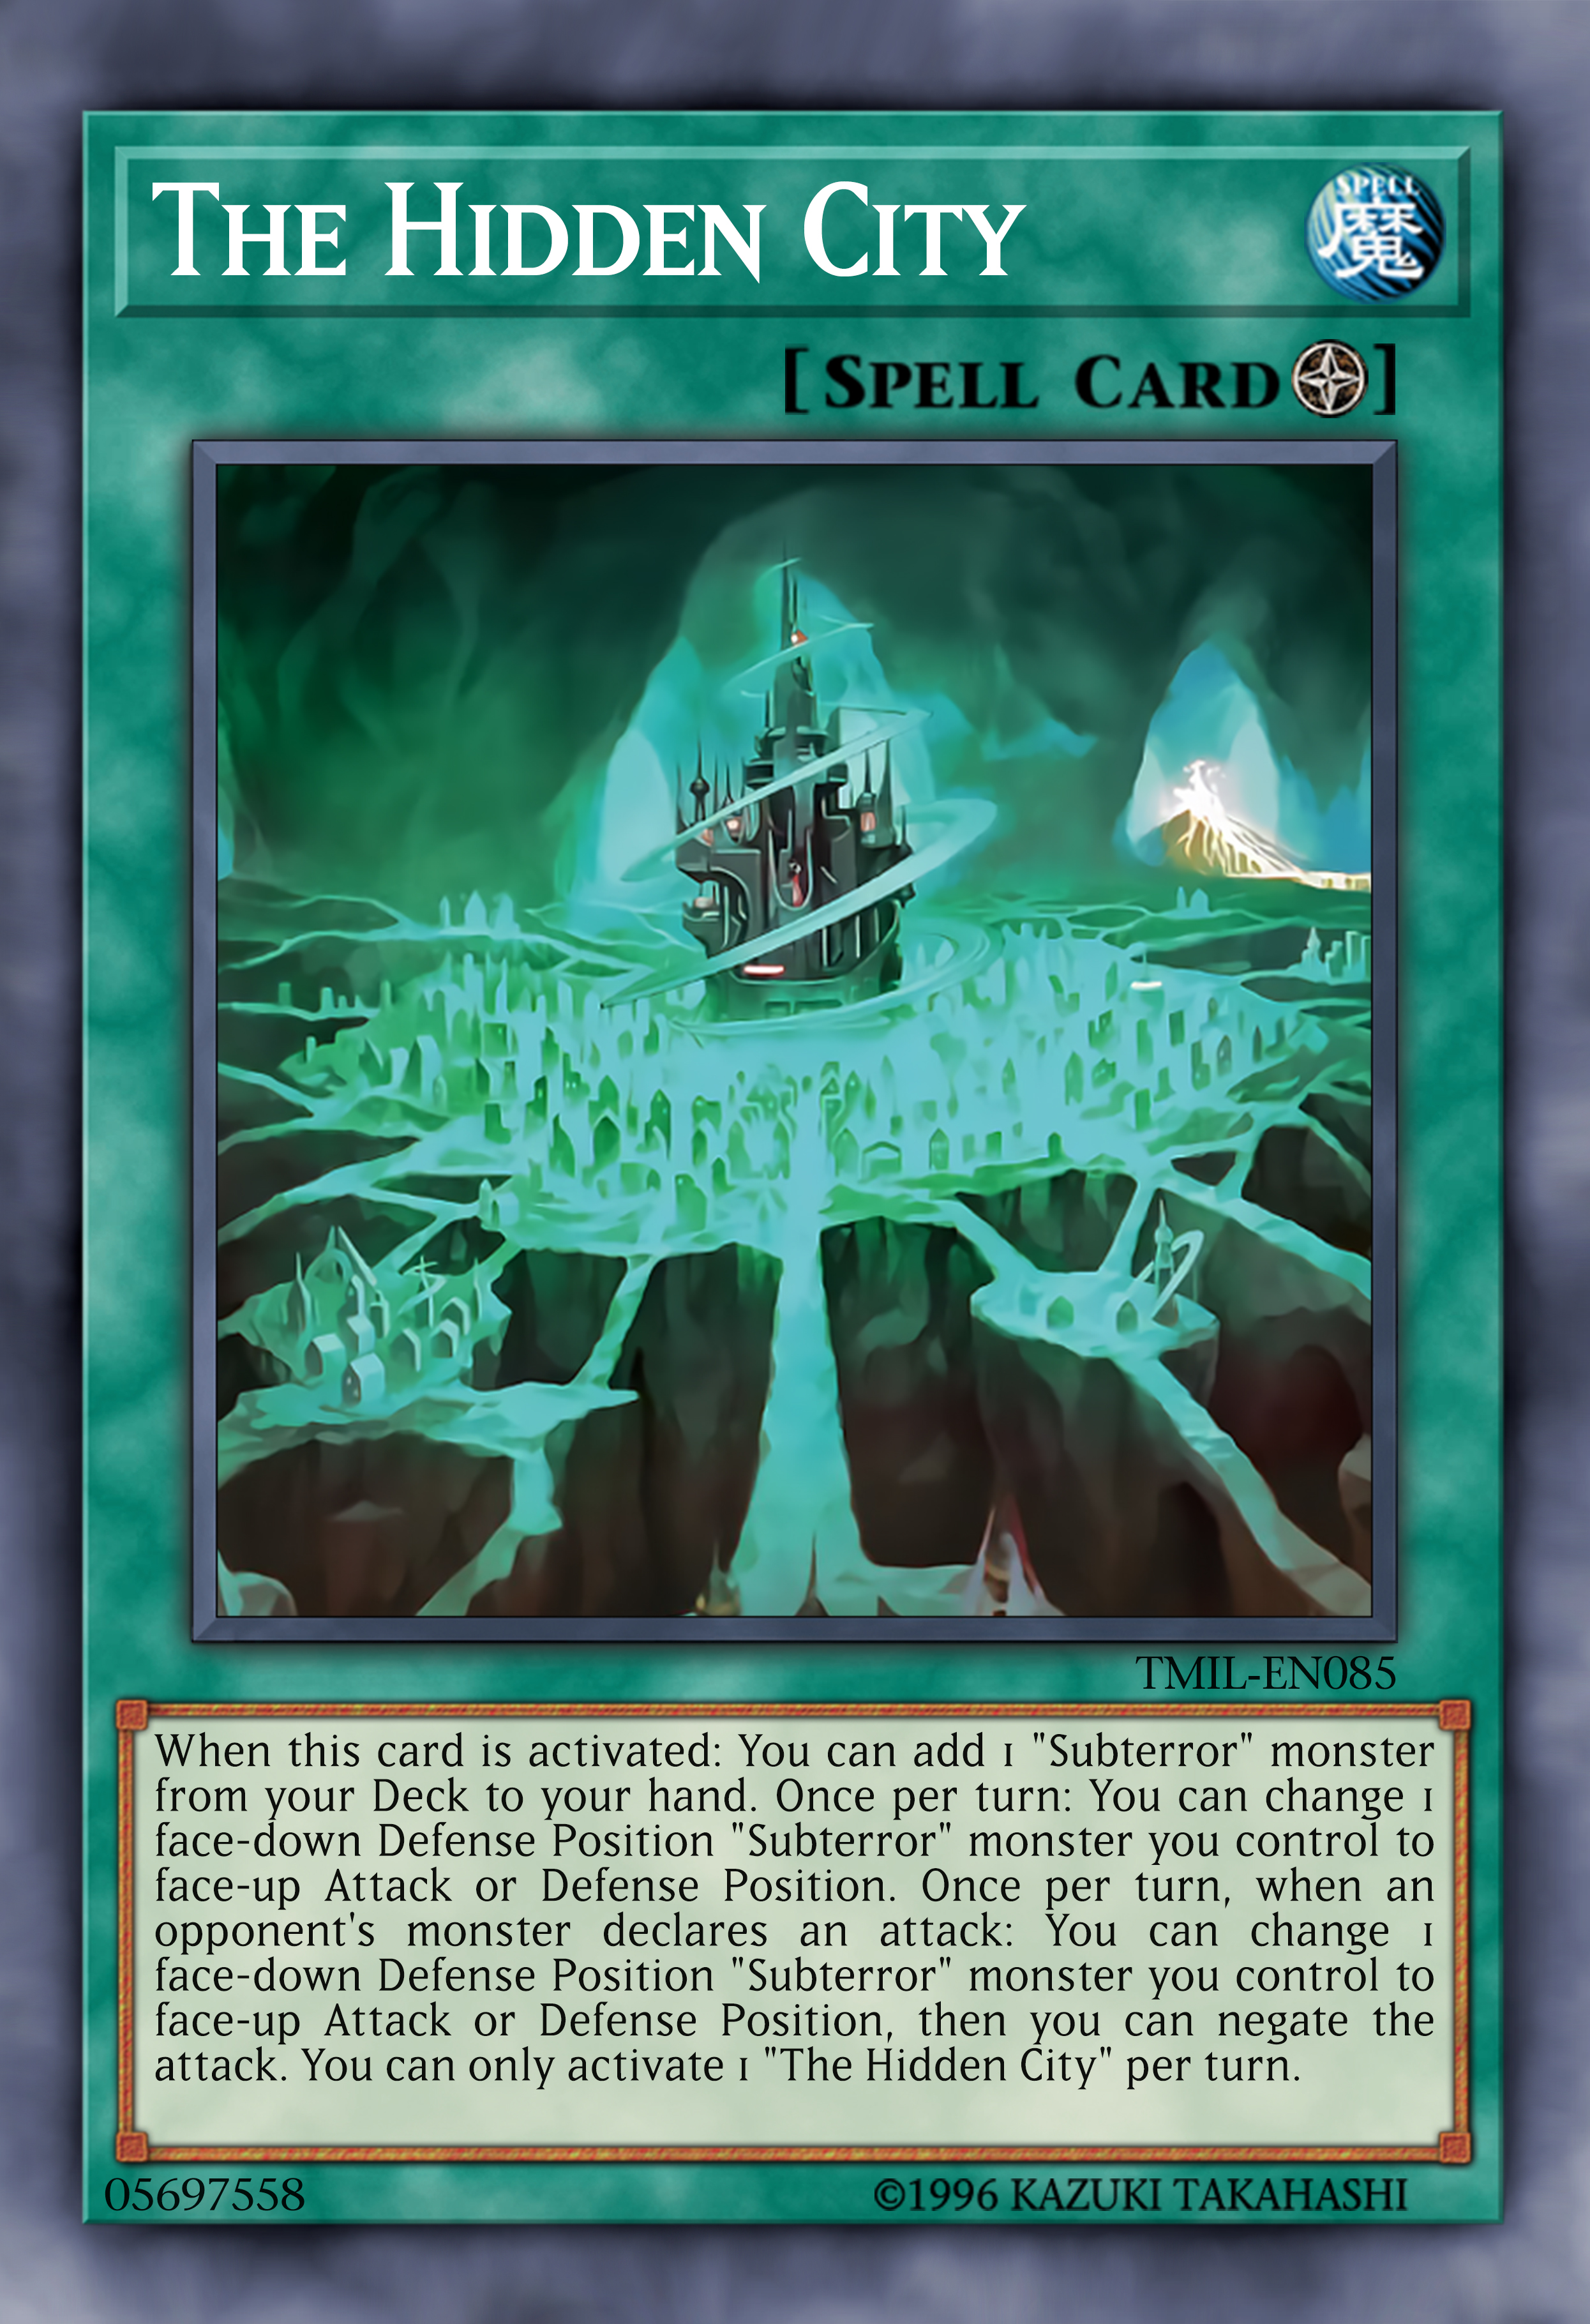 The Hidden City
SPELL
魔
[Spell Card]
TMIL-EN085
When this card is activated: You can add 1 "Subterror" monster
from your Deck to your hand. Once per turn: You can change 1
face-down Defense Position "Subterror" monster you control to
face-up Attack or Defense Position. Once per turn, when an
opponent's monster declares an attack: You can change 1
face-down Defense Position "Subterror" monster you control to
face-up Attack or Defense Position, then you can negate the
attack. You can only activate 1 "The Hidden City" per turn.
05697558
©1996 KAZUKI TAKAHASHI